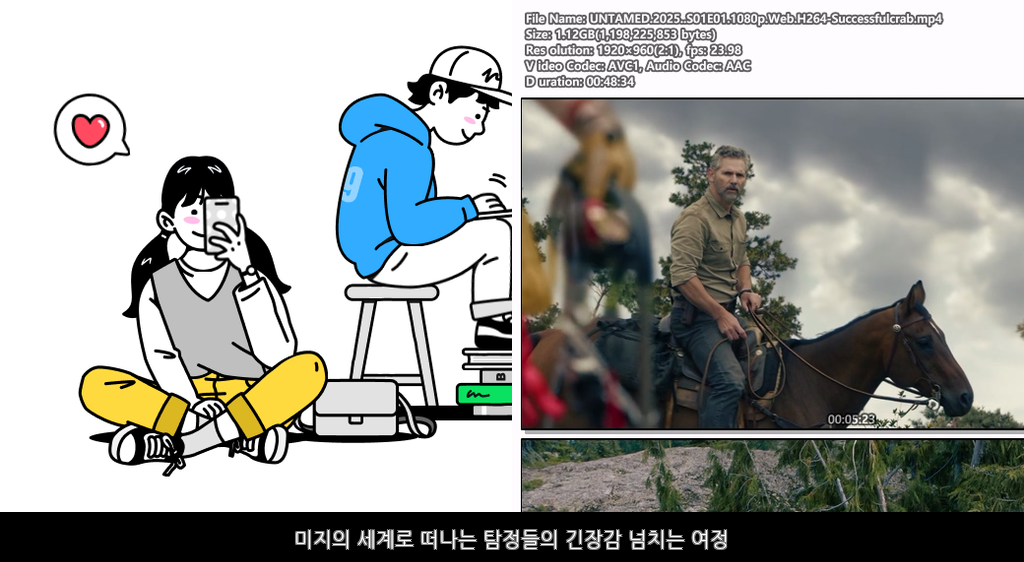 File Name: UNTAMED.2025..S01E01.1080p.Web.H264-Successfulcrab.mp4
Size: 1.12GB(1,198,225,853 bytes)
Res olution: 1920×960(2:1), fps: 23.98
V ideo Codec: AVC1, Audio Codec: AAC
D uration: 00:48:34
9
B
00:05:23
미지의 세계로 떠나는 탐정들의 긴장감 넘치는 여정